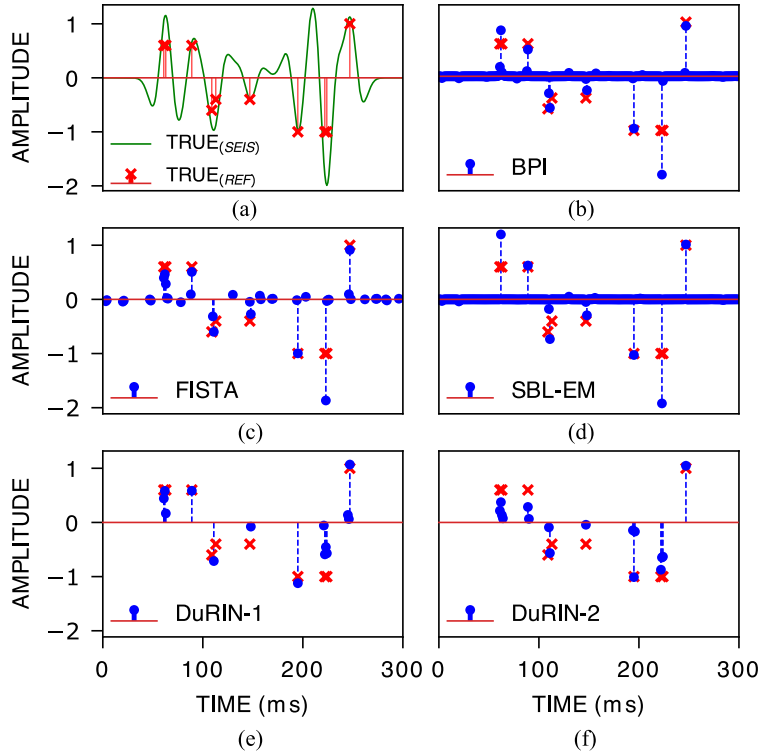 AMPLITUDE
1
0
−1
−2
TRUE(SEIS)
TRUE(REF)
(a)
BPI
(b)
AMPLITUDE
1
0
−1
−2
FISTA
(c)
SBL-EM
(d)
AMPLITUDE
1
0
−1
−2
DuRIN-1
0 100 200 300
TIME (ms)
(e)
DuRIN-2
0 100 200 300
TIME (ms)
(f)